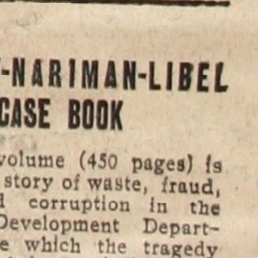 -NARIMAN-LIBEL
CASE BOOK
volume (450 pages) is
story of waste, fraud,
corruption in the
Development Depart-
which the tragedy